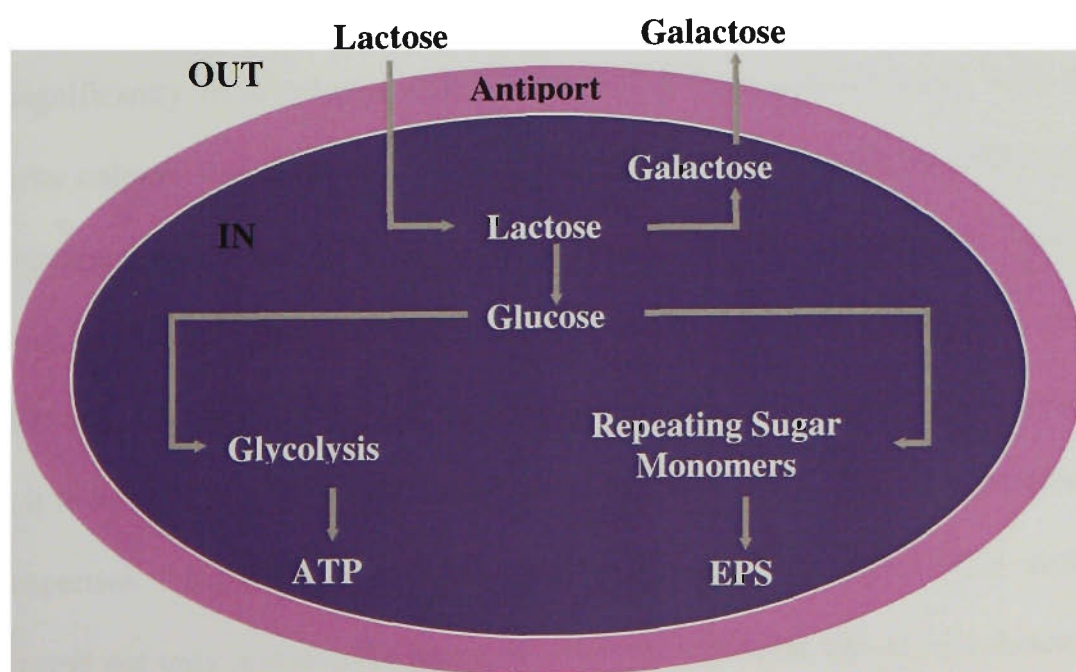 Lactose
Galactose
OUT
Antiport
Galactose
IN
Lactose
Glucose
Glycolysis
Repeating Sugar
Monomers
ATP
EPS